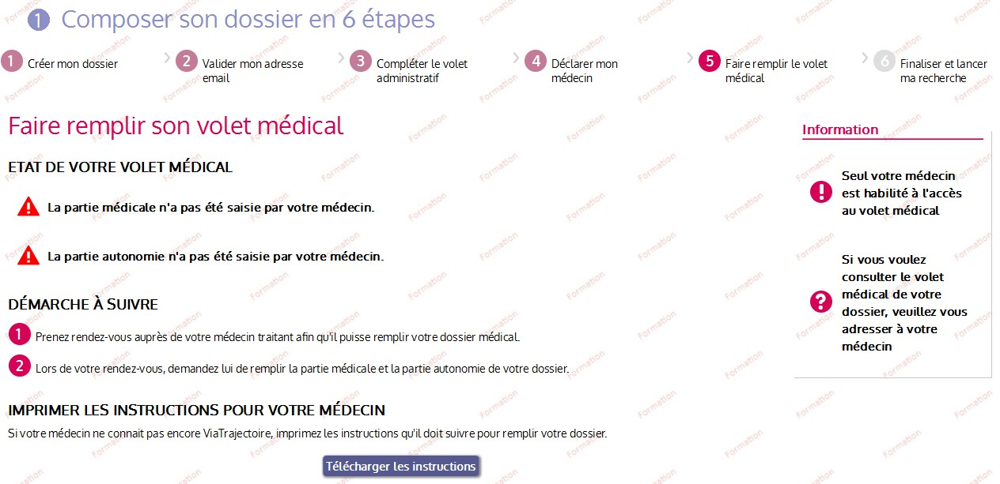 1 Composer son dossier en 6 étapes
1 Créer mon dossier
2 Valider mon adresse
email
3 Compléter le volet
administratif
4 Déclarer mon
médecin
5 Faire remplir le volet
médical
6 Finaliser et lancer
ma recherche
Faire remplir son volet médical
ETAT DE VOTRE VOLET MÉDICAL
La partie médicale n'a pas été saisie par votre médecin.
La partie autonomie n'a pas été saisie par votre médecin.
DÉMARCHE À SUIVRE
1 Prenez rendez-vous auprès de votre médecin traitant afin qu'il puisse remplir votre dossier médical.
2 Lors de votre rendez-vous, demandez lui de remplir la partie médicale et la partie autonomie de votre dossier.
IMPRIMER LES INSTRUCTIONS POUR VOTRE MÉDECIN
Si votre médecin ne connait pas encore ViaTrajectoire, imprimez les instructions qu'il doit suivre pour remplir votre dossier.
Télécharger les instructions
Information
Seul votre médecin
est habilité à l'accès
au volet médical
Si vous voulez
consulter le volet
médical de votre
dossier, veuillez vous
adresser à votre
médecin
Formation